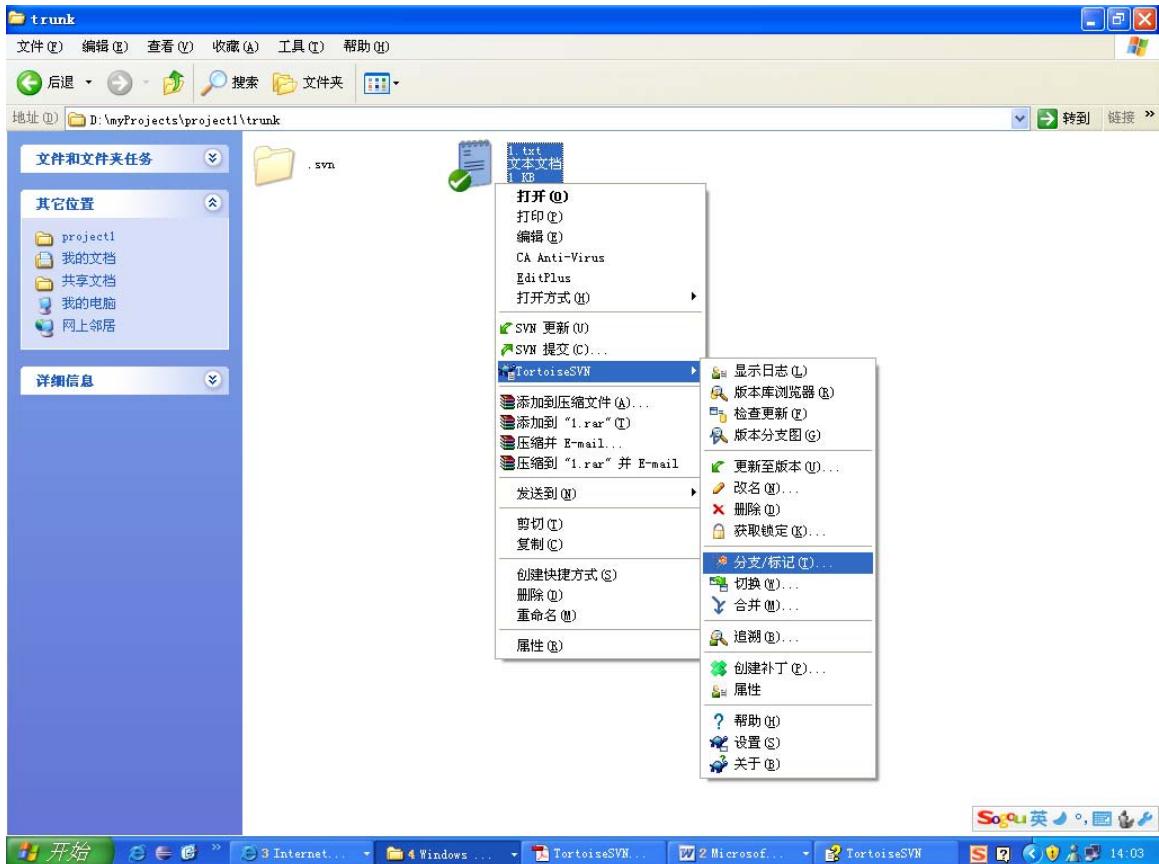 trunk
文件(F) 编辑(E) 查看(V) 收藏(A) 工具(T) 帮助(H)
后退 搜索 文件夹
地址(D) D:\myProjects\project1\trunk 转到 链接 »
文件和文件夹任务
其它位置
project1
我的文档
共享文档
我的电脑
网上邻居
详细信息
.svn
1.txt
文本文档
1 KB
打开(O)
打印(P)
编辑(E)
CA Anti-Virus
EditPlus
打开方式(H)
SVN 更新(U)
SVN 提交(C)...
TortoiseSVN
添加到压缩文件(A)...
添加到 "1.rar"(T)
压缩并 E-mail...
压缩到 "1.rar" 并 E-mail
发送到(N)
剪切(T)
复制(C)
创建快捷方式(S)
删除(D)
重命名(M)
属性(R)
显示日志(L)
版本库浏览器(R)
检查更新(F)
版本分支图(G)
更新至版本(U)...
改名(N)...
删除(D)
获取锁定(K)...
分支/标记(T)...
切换(W)...
合并(M)...
追溯(B)...
创建补丁(P)...
属性
帮助(H)
设置(S)
关于(B)
Sogou 英
开始 » 3 Internet... 4 Windows ... TortoiseSVN... 2 Microsof... TortoiseSVN 14:03